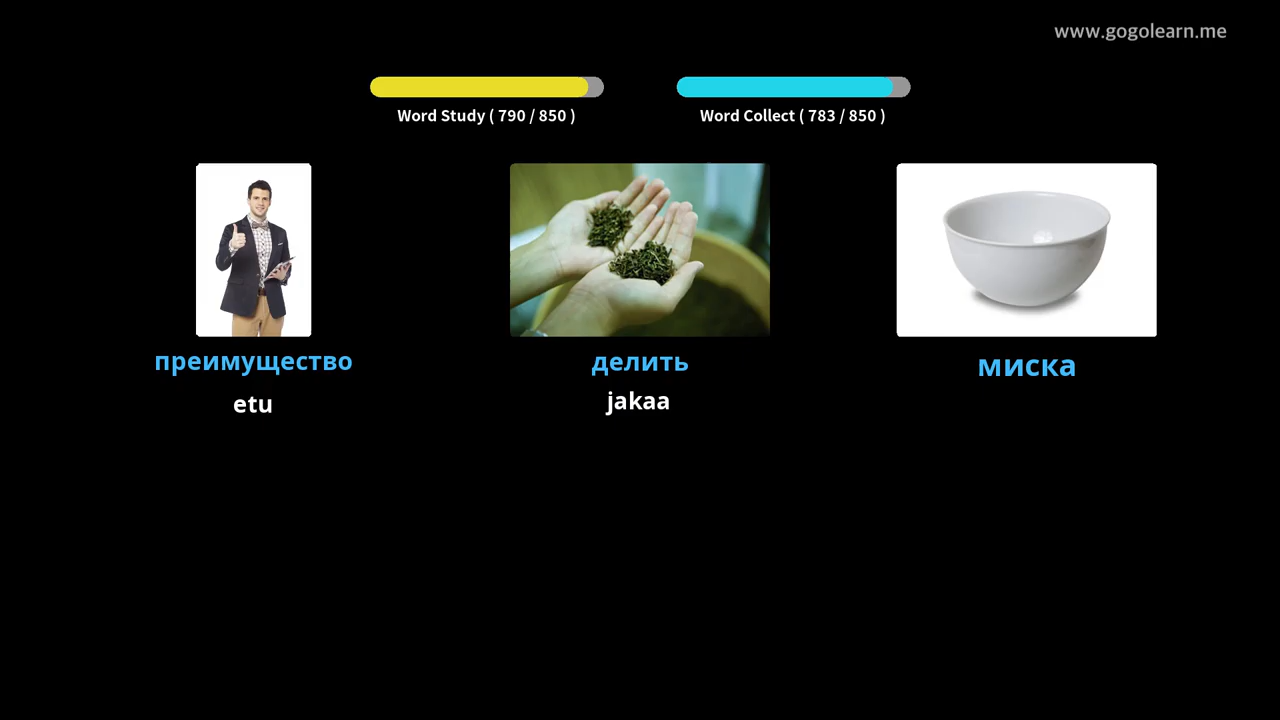 www.gogolearn.me
Word Study ( 790 / 850 )
Word Collect ( 783 / 850 )
преимущество
etu
делить
jakaa
миска